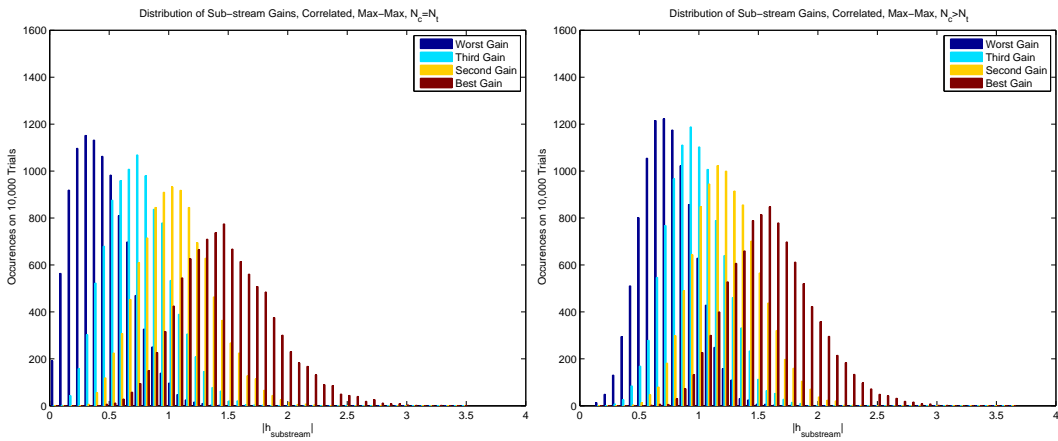 Distribution of Sub−stream Gains, Correlated, Max−Max, N_c=N_t
1600
1400
1200
1000
800
600
400
200
0
Occurences on 10,000 Trials
0
0.5
1
1.5
2
2.5
3
3.5
4
|h_substream|
Worst Gain
Third Gain
Second Gain
Best Gain
Distribution of Sub−stream Gains, Correlated, Max−Max, N_c>N_t
1600
1400
1200
1000
800
600
400
200
0
Occurences on 10,000 Trials
0
0.5
1
1.5
2
2.5
3
3.5
4
|h_substream|
Worst Gain
Third Gain
Second Gain
Best Gain